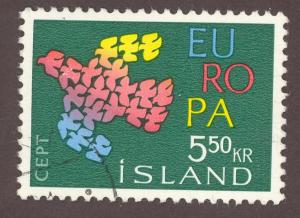 EU
RO
PA
5.50 KR
CEPT
ÍSLAND